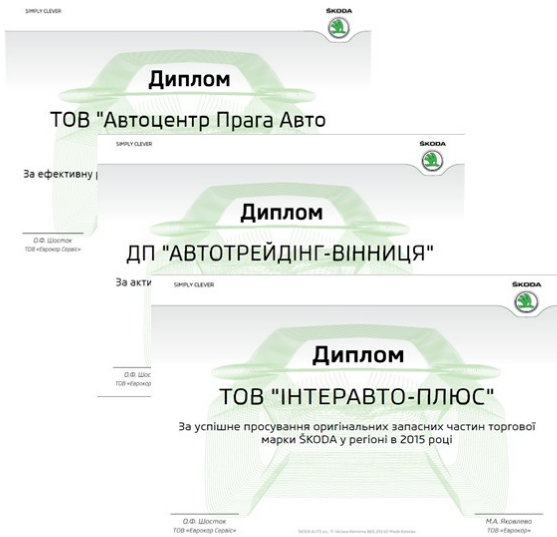 SIMPLY CLEVER
ŠKODA
Диплом
ТОВ "Автоцентр Прага Авто
За ефективну
О.Ф. Шосток
ТОВ «Єврокар Сервіс»
SIMPLY CLEVER
ŠKODA
Диплом
ДП "АВТОТРЕЙДІНГ-ВІННИЦЯ"
За акти
О.Ф. Шос
ТОВ «Єврокар
SIMPLY CLEVER
ŠKODA
Диплом
ТОВ "ІНТЕРАВТО-ПЛЮС"
За успішне просування оригінальних запасних частин торгової
марки ŠKODA у регіоні в 2015 році
О.Ф. Шосток
ТОВ «Єврокар Сервіс»
М.А. Яковлева
ТОВ «Єврокар»